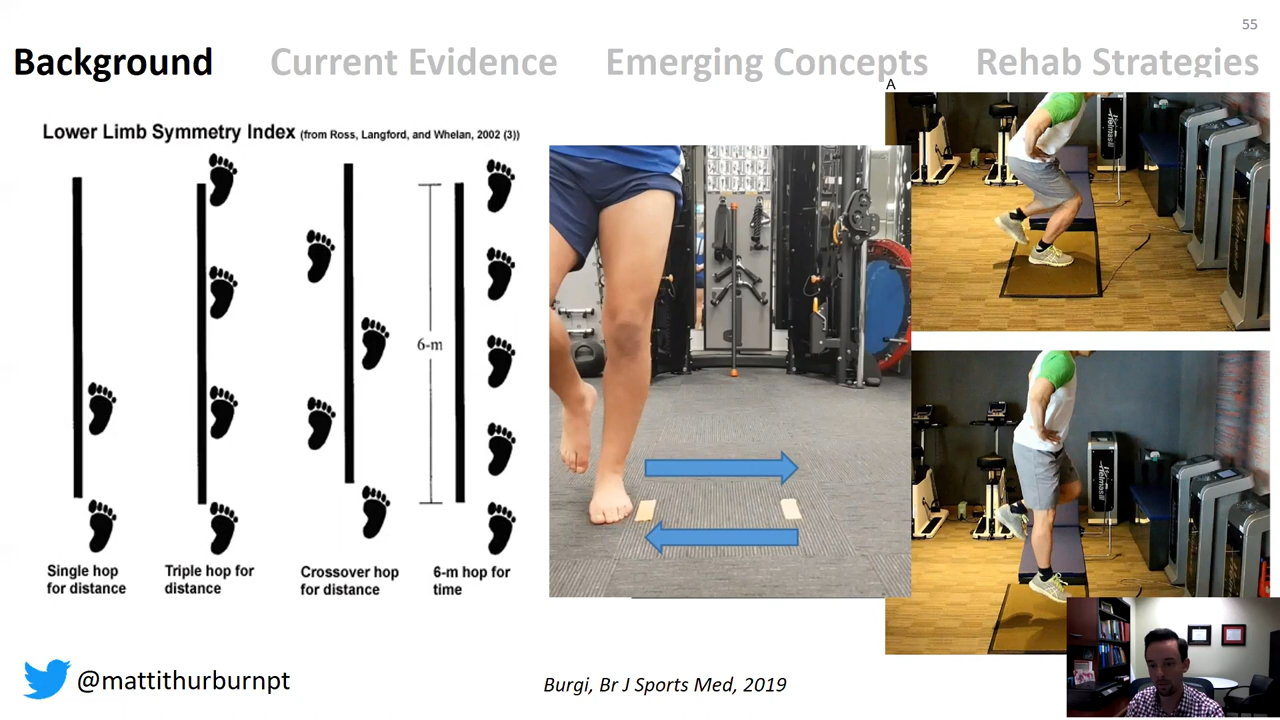 55
Background Current Evidence Emerging Concepts Rehab Strategies
A
Lower Limb Symmetry Index (from Ross, Langford, and Whelan, 2002 (3))
6-m
Single hop
for distance
Triple hop for
distance
Crossover hop
for distance
6-m hop for
time
@mattithurburnpt
Burgi, Br J Sports Med, 2019